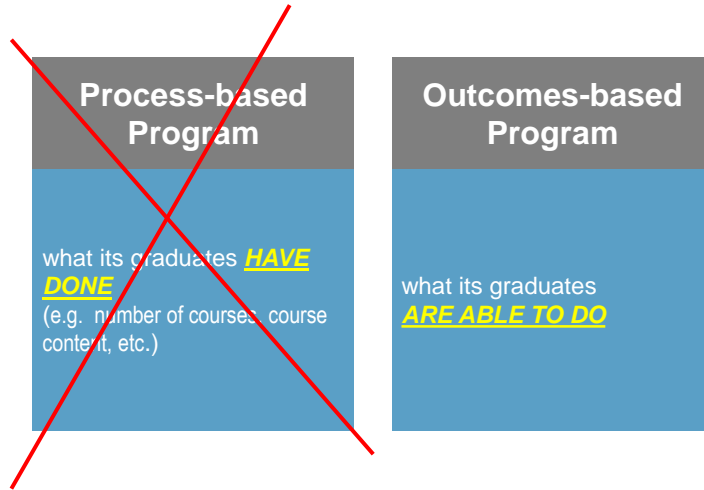 Process-based
Program
what its graduates HAVE
DONE
(e.g. number of courses, course
content, etc.)
Outcomes-based
Program
what its graduates
ARE ABLE TO DO